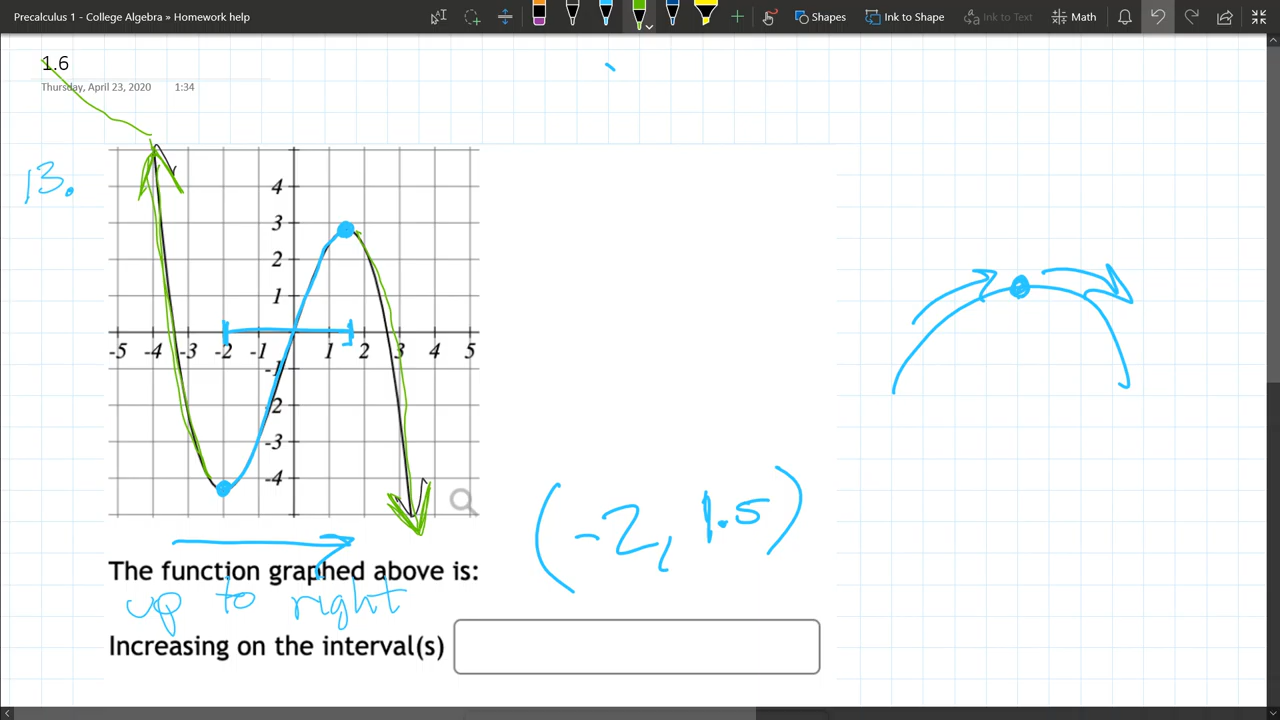 Precalculus 1 - College Algebra » Homework help
Shapes
Ink to Shape
Ink to Text
Math
1.6
Thursday, April 23, 2020 1:34
13.
4
3
2
1
-5 -4 -3 -2 -1 1 2 3 4 5
-1
-2
-3
-4
(-2, 1.5)
The function graphed above is:
up to right
Increasing on the interval(s)